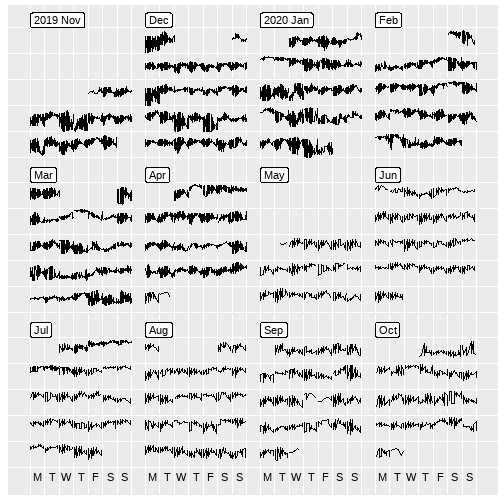 2019 Nov Dec 2020 Jan Feb
Mar Apr May Jun
Jul Aug Sep Oct
M T W T F S S M T W T F S S M T W T F S S M T W T F S S